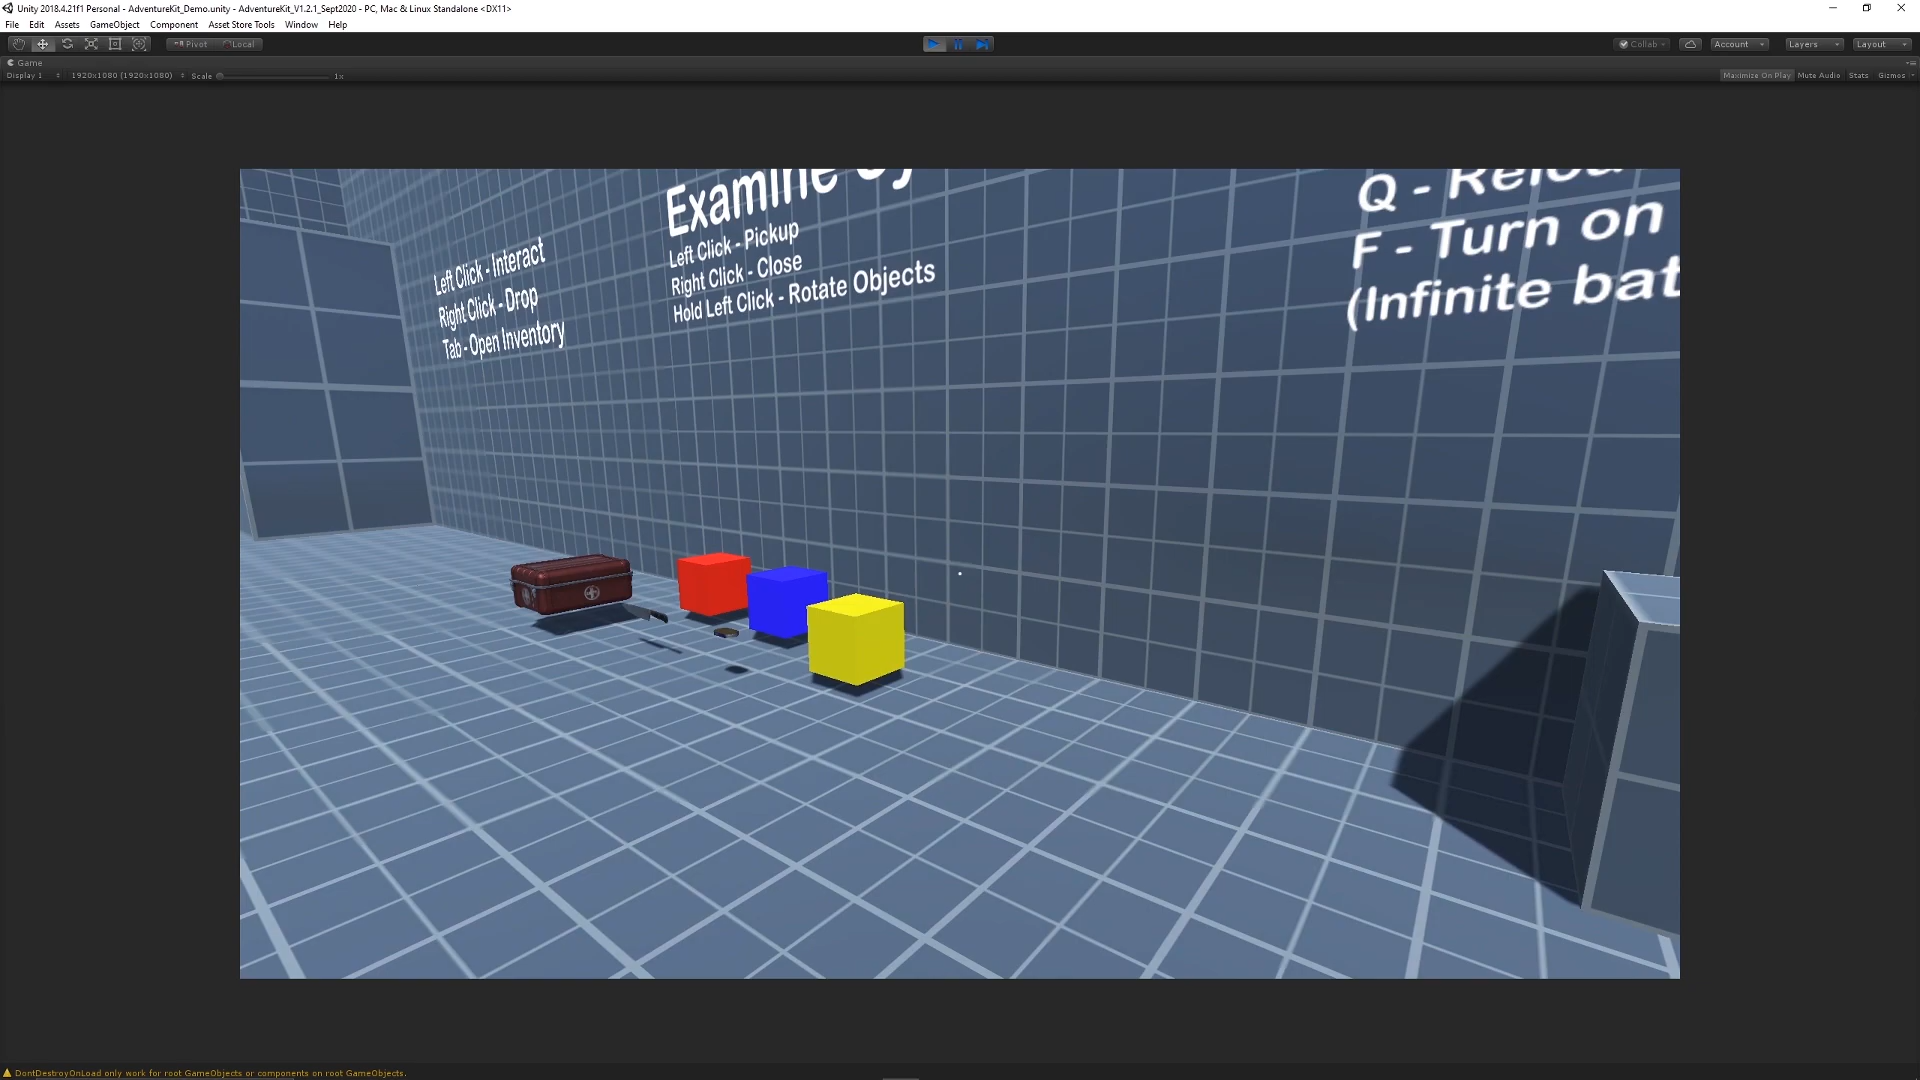 Unity 2018.4.21f1 Personal - AdventureKit_Demo.unity - AdventureKit_V1.2.1_Sept2020 - PC, Mac & Linux Standalone <DX11>
File Edit Assets GameObject Component Asset Store Tools Window Help
Pivot Local Collab Account Layers Layout
Game
Display 1 1920x1080 (1920x1080) Scale 1x Maximize On Play Mute Audio Stats Gizmos
Left Click - Interact
Right Click - Drop
Tab - Open Inventory
Examine
Left Click - Pickup
Right Click - Close
Hold Left Click - Rotate Objects
Q -
F - Turn on
(Infinite
DontDestroyOnLoad only work for root GameObjects or components on root GameObjects.